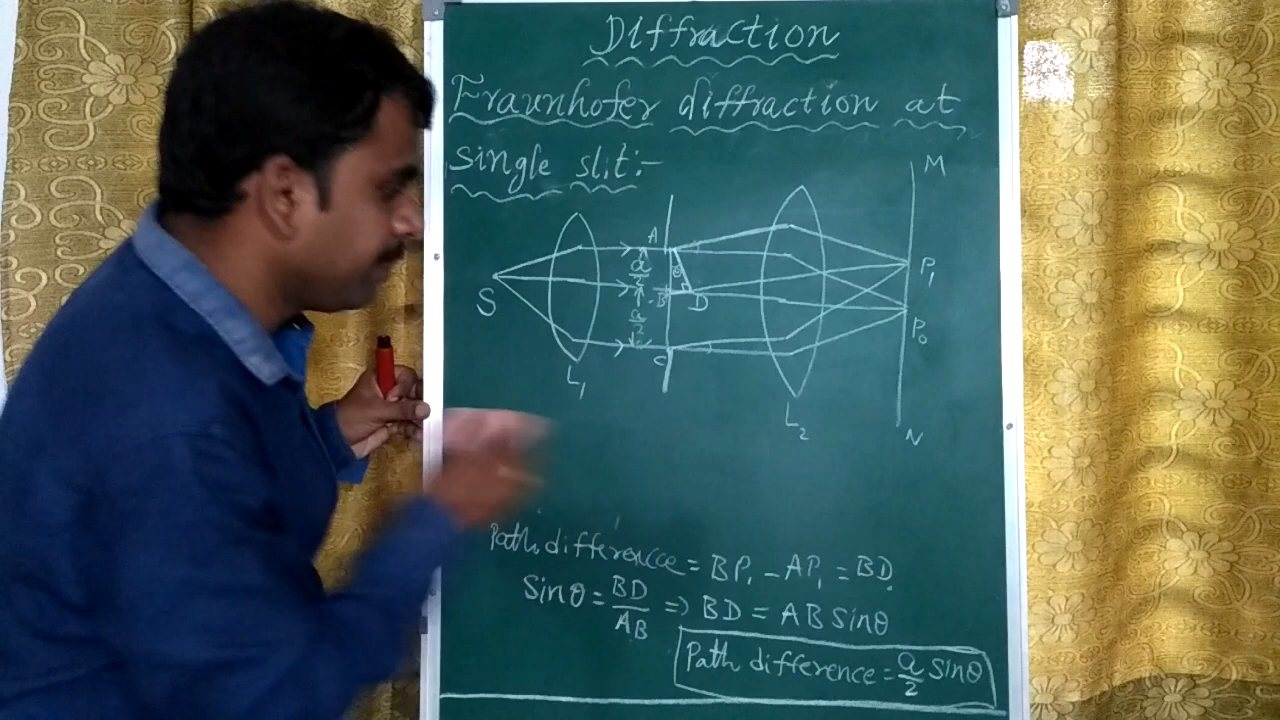 Diffraction
Fraunhofer diffraction at
single slit:-
M
A
a/2
θ
P1
S
B
D
a/2
P0
C
L1
L2
N
Path differencce = BP1 - AP1 = BD.
Sinθ = BD/AB => BD = AB sinθ
Path difference = a/2 sinθ